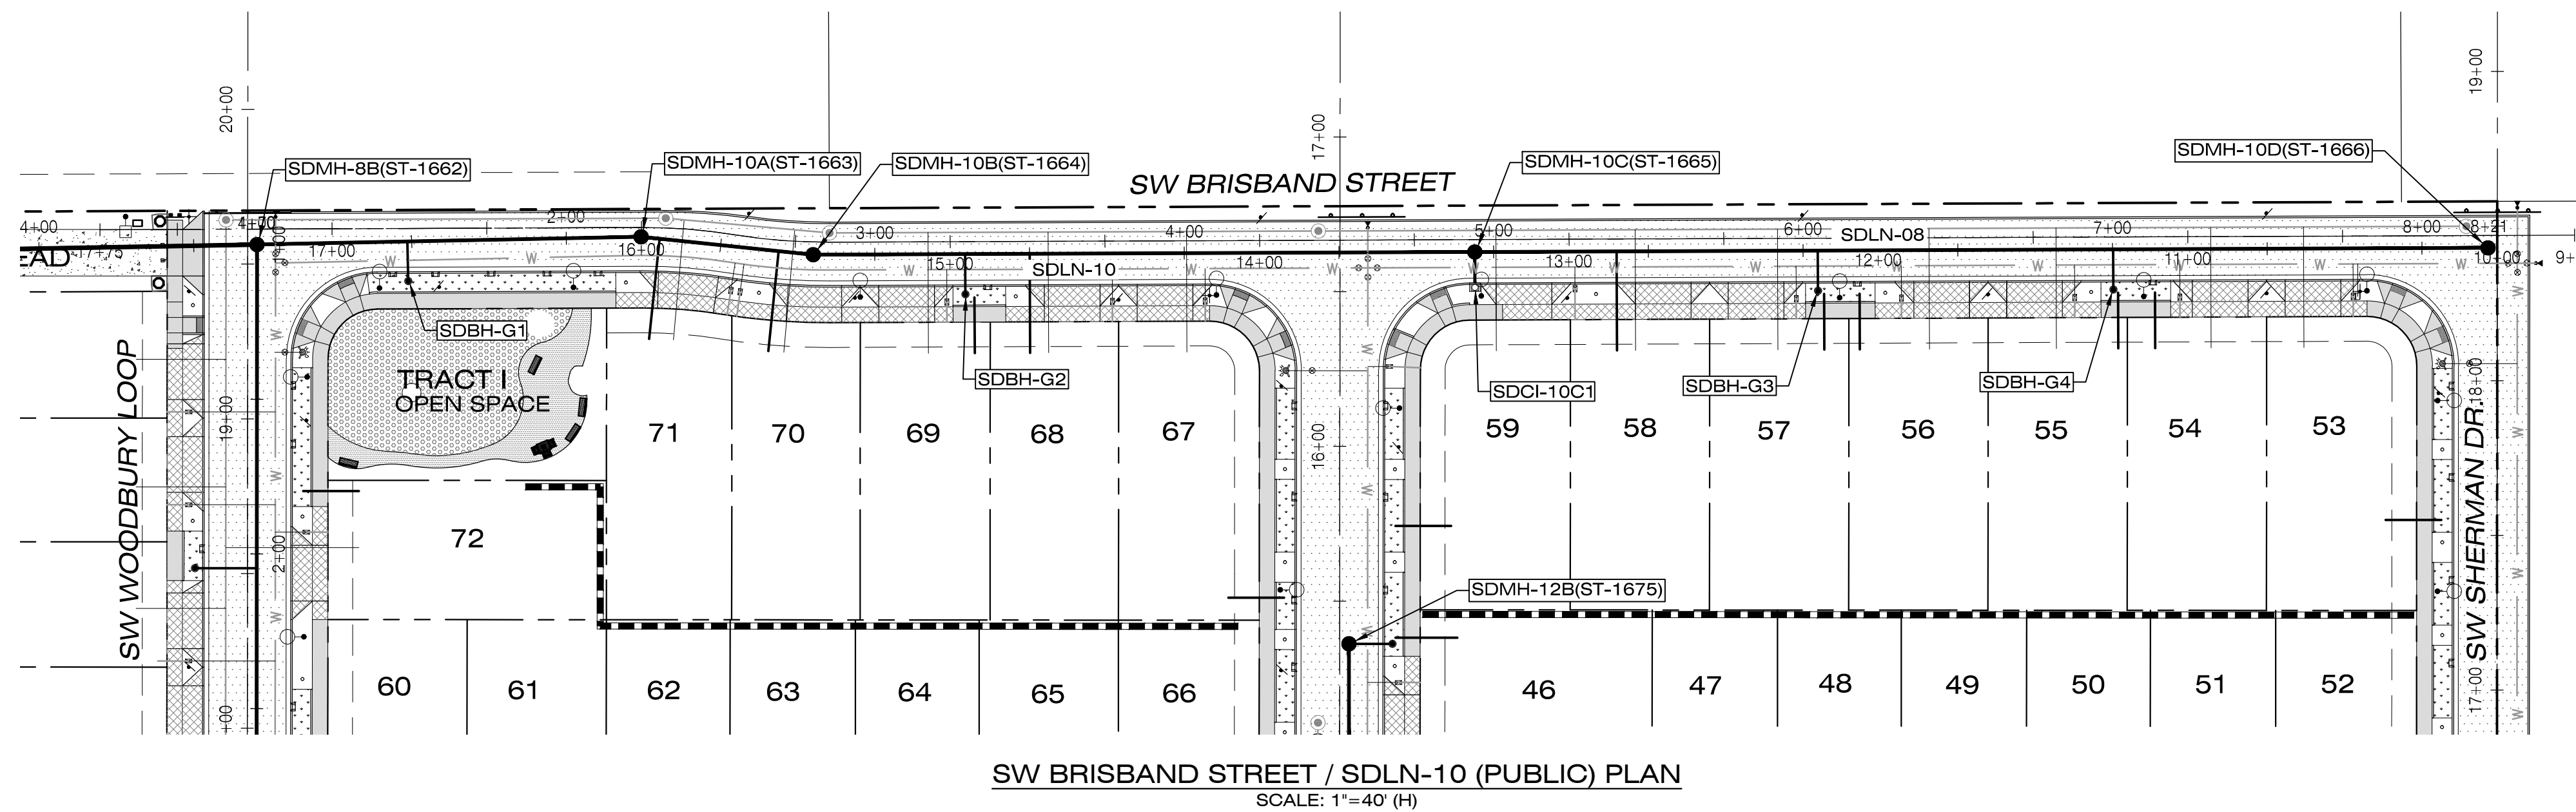 20+00
17+00
19+00
SDMH-8B(ST-1662)
SDMH-10A(ST-1663)
SDMH-10B(ST-1664)
SW BRISBAND STREET
SDMH-10C(ST-1665)
SDMH-10D(ST-1666)
4+00
17+75
EAD
4+70
17+00
2+00
16+00
3+00
15+00
SDLN-10
4+00
14+00
5+00
13+00
6+00
SDLN-08
12+00
7+00
11+00
8+00
8+21
10+00
9+
W W W W W W W W W W
SDBH-G1
SDBH-G2
SDCI-10C1
SDBH-G3
SDBH-G4
TRACT I
OPEN SPACE
SW WOODBURY LOOP
19+00
2+00
+00
71
70
69
68
67
16+00
59
58
57
56
55
54
53
18+00
SW SHERMAN DR.
17+00
72
SDMH-12B(ST-1675)
60
61
62
63
64
65
66
46
47
48
49
50
51
52
SW BRISBAND STREET / SDLN-10 (PUBLIC) PLAN
SCALE: 1"=40' (H)